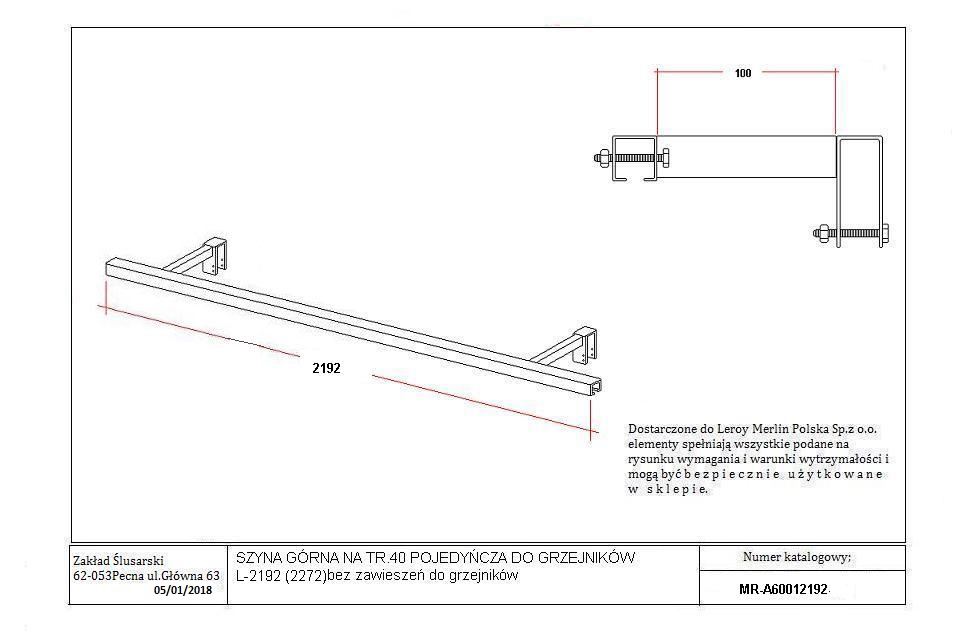 100
2192
Dostarczone do Leroy Merlin Polska Sp.z o.o.
elementy spełniają wszystkie podane na
rysunku wymagania i warunki wytrzymałości i
mogą być b e z p i e c z n i e u ż y t k o w a n e
w s k l e p i e.
Zakład Ślusarski
62-053Pecna ul.Główna 63
05/01/2018
SZYNA GÓRNA NA TR.40 POJEDYŃCZA DO GRZEJNIKÓW
L-2192 (2272)bez zawieszeń do grzejników
Numer katalogowy;
MR-A60012192